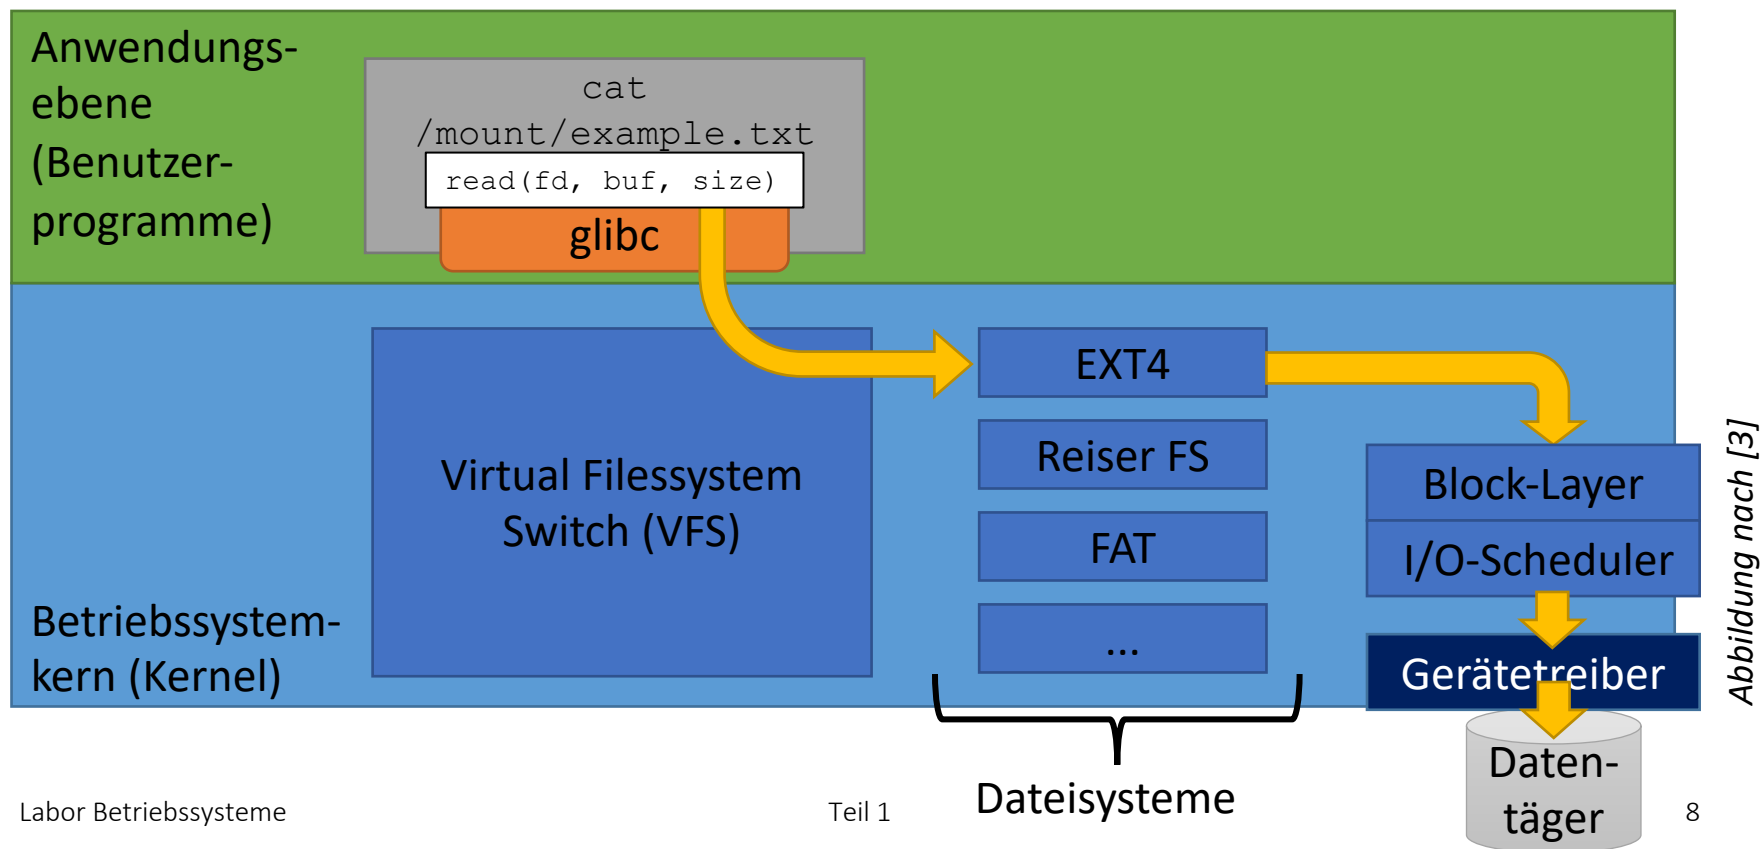 Anwendungs-
ebene
(Benutzer-
programme)
cat
/mount/example.txt
read(fd, buf, size)
glibc
Virtual Filessystem
Switch (VFS)
EXT4
Reiser FS
FAT
...
Block-Layer
I/O-Scheduler
Gerätetreiber
Betriebssystem-
kern (Kernel)
Dateisysteme
Daten-
täger
Abbildung nach [3]
Labor Betriebssysteme
Teil 1
8